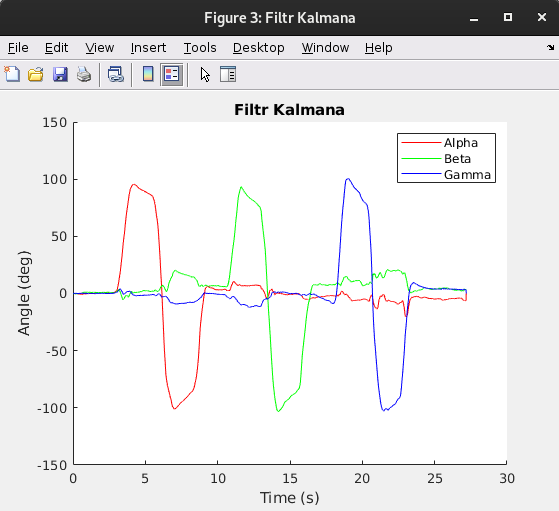 Figure 3: Filtr Kalmana
File Edit View Insert Tools Desktop Window Help
Filtr Kalmana
150
100
50
0
-50
-100
-150
Angle (deg)
Alpha
Beta
Gamma
0 5 10 15 20 25 30
Time (s)